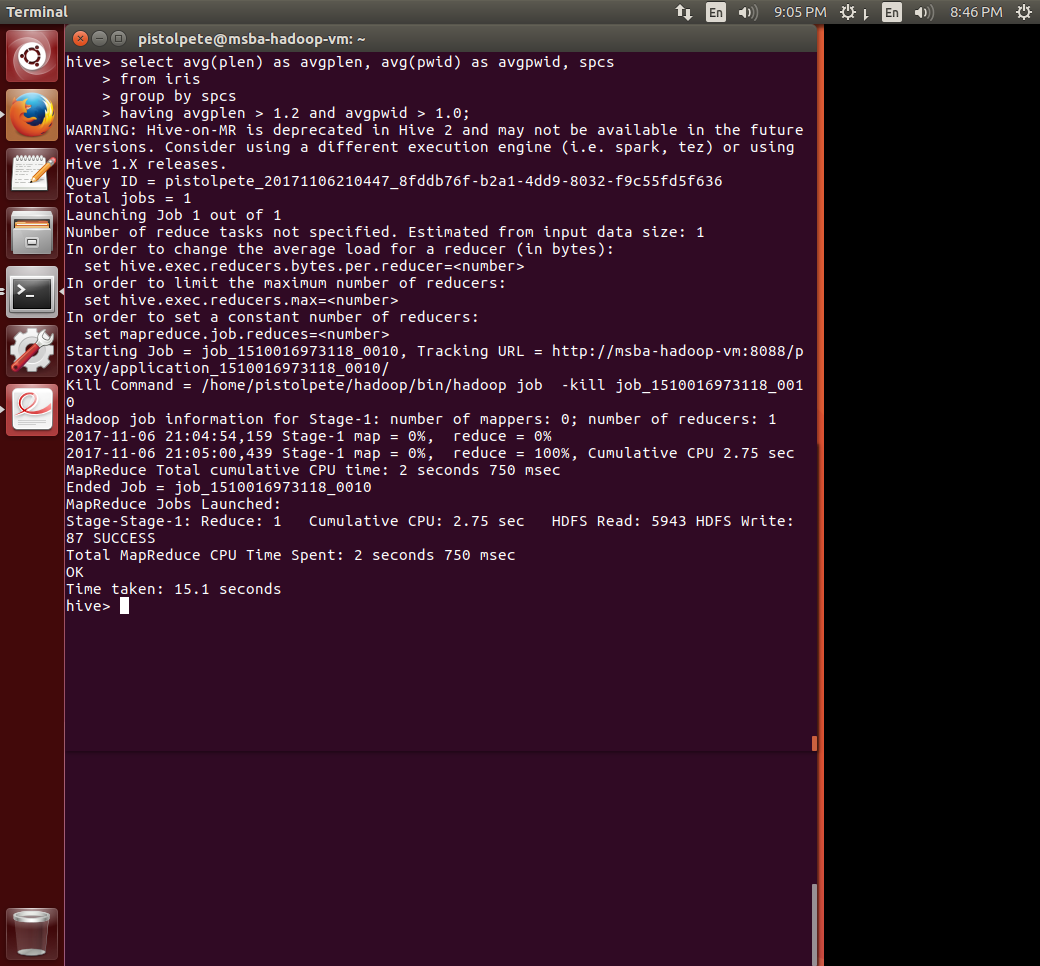 Terminal
En
9:05 PM
En
8:46 PM
pistolpete@msba-hadoop-vm: ~
hive> select avg(plen) as avgplen, avg(pwid) as avgpwid, spcs
    > from iris
    > group by spcs
    > having avgplen > 1.2 and avgpwid > 1.0;
WARNING: Hive-on-MR is deprecated in Hive 2 and may not be available in the future
 versions. Consider using a different execution engine (i.e. spark, tez) or using
Hive 1.X releases.
Query ID = pistolpete_20171106210447_8fddb76f-b2a1-4dd9-8032-f9c55fd5f636
Total jobs = 1
Launching Job 1 out of 1
Number of reduce tasks not specified. Estimated from input data size: 1
In order to change the average load for a reducer (in bytes):
  set hive.exec.reducers.bytes.per.reducer=<number>
In order to limit the maximum number of reducers:
  set hive.exec.reducers.max=<number>
In order to set a constant number of reducers:
  set mapreduce.job.reduces=<number>
Starting Job = job_1510016973118_0010, Tracking URL = http://msba-hadoop-vm:8088/p
roxy/application_1510016973118_0010/
Kill Command = /home/pistolpete/hadoop/bin/hadoop job  -kill job_1510016973118_001
0
Hadoop job information for Stage-1: number of mappers: 0; number of reducers: 1
2017-11-06 21:04:54,159 Stage-1 map = 0%,  reduce = 0%
2017-11-06 21:05:00,439 Stage-1 map = 0%,  reduce = 100%, Cumulative CPU 2.75 sec
MapReduce Total cumulative CPU time: 2 seconds 750 msec
Ended Job = job_1510016973118_0010
MapReduce Jobs Launched:
Stage-Stage-1: Reduce: 1   Cumulative CPU: 2.75 sec   HDFS Read: 5943 HDFS Write:
87 SUCCESS
Total MapReduce CPU Time Spent: 2 seconds 750 msec
OK
Time taken: 15.1 seconds
hive>